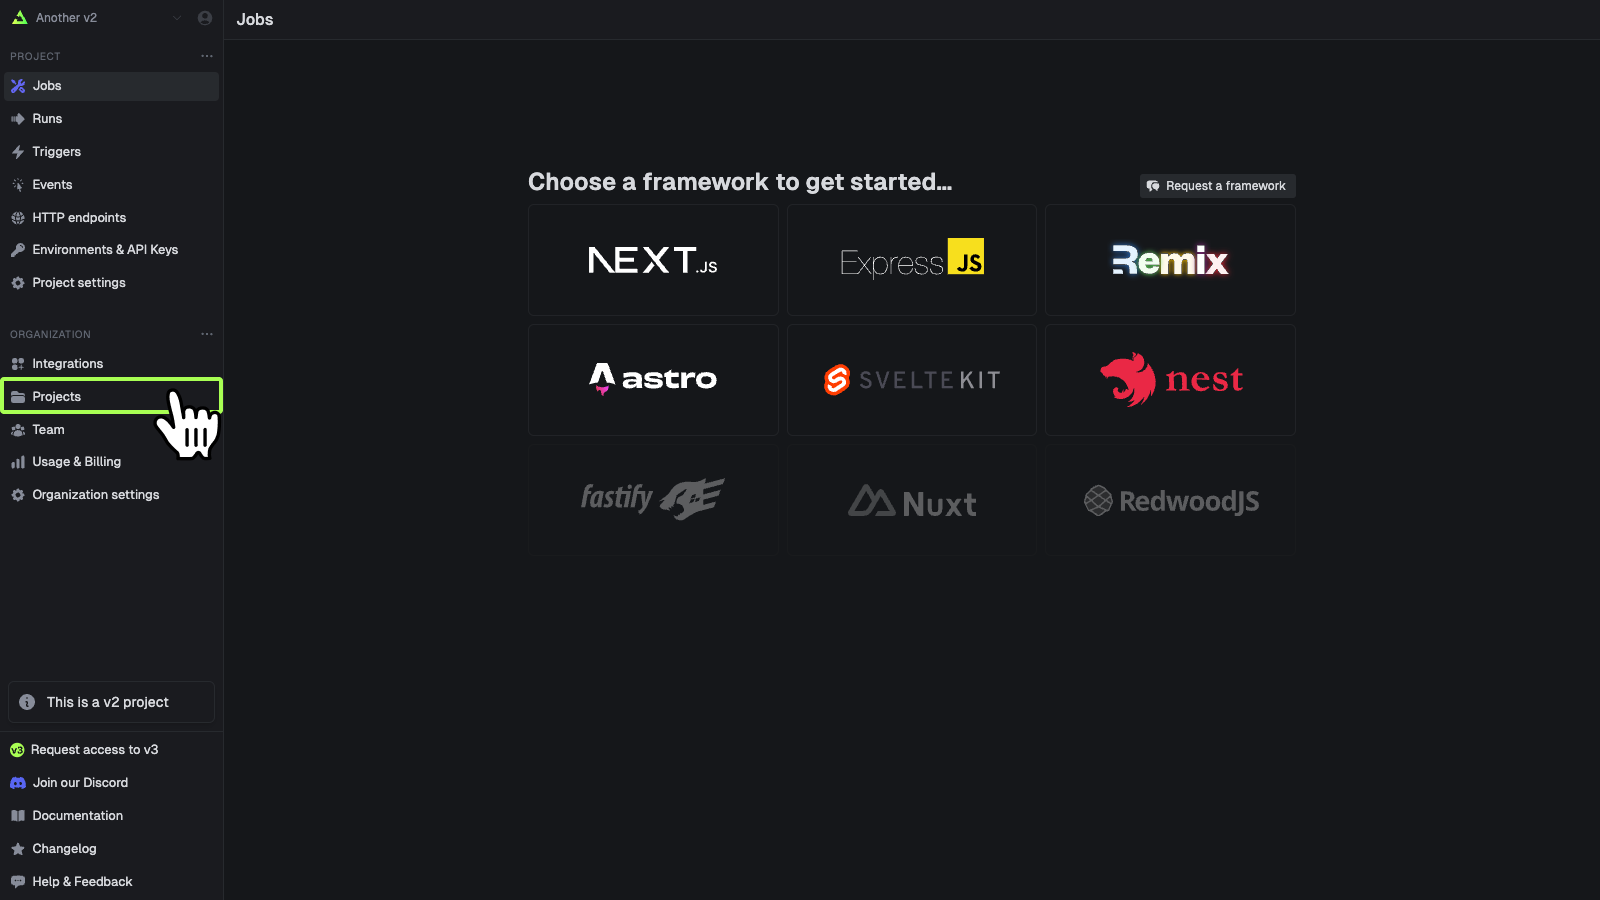 Another v2
PROJECT
Jobs
Runs
Triggers
Events
HTTP endpoints
Environments & API Keys
Project settings
ORGANIZATION
Integrations
Projects
Team
Usage & Billing
Organization settings
This is a v2 project
v3 Request access to v3
Join our Discord
Documentation
Changelog
Help & Feedback
Jobs
Choose a framework to get started...
Request a framework
NEXT.JS
Express JS
Remix
astro
SVELTEKIT
nest
fastify
Nuxt
RedwoodJS